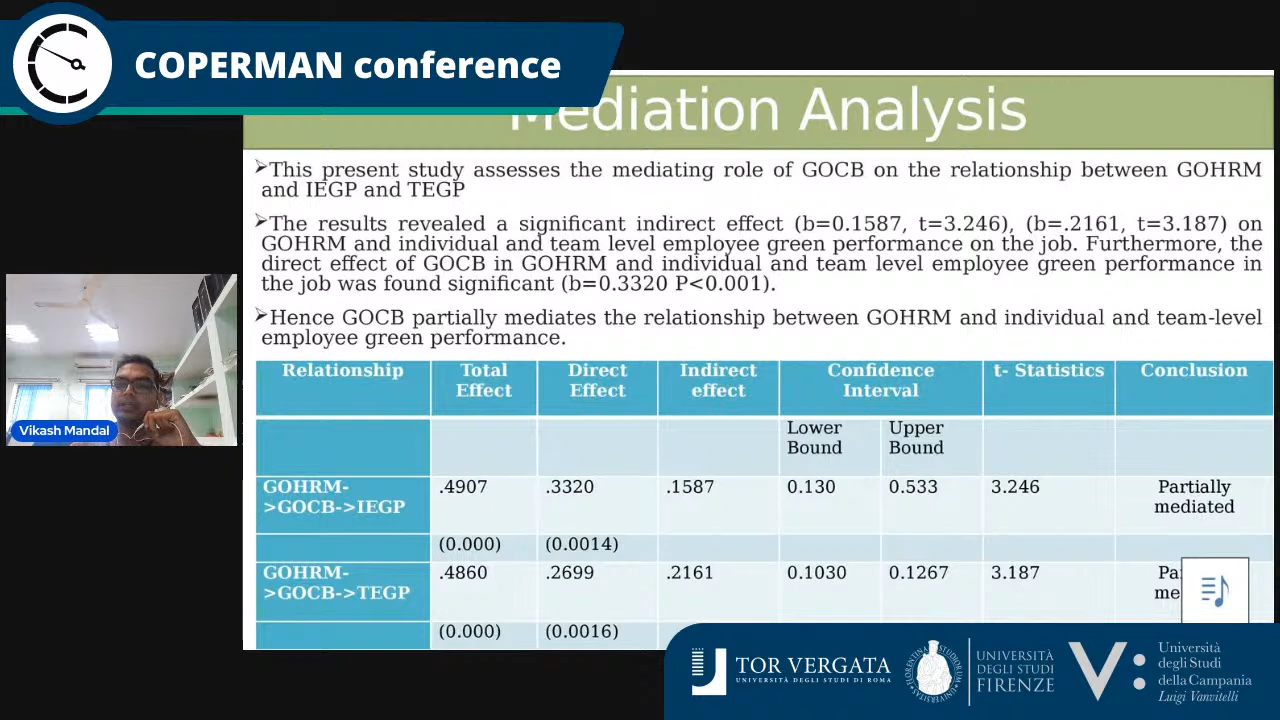 COPERMAN conference
Mediation Analysis
➢This present study assesses the mediating role of GOCB on the relationship between GOHRM
and IEGP and TEGP
➢The results revealed a significant indirect effect (b=0.1587, t=3.246), (b=.2161, t=3.187) on
GOHRM and individual and team level employee green performance on the job. Furthermore, the
direct effect of GOCB in GOHRM and individual and team level employee green performance in
the job was found significant (b=0.3320 P<0.001).
➢Hence GOCB partially mediates the relationship between GOHRM and individual and team-level
employee green performance.
Relationship Total Effect Direct Effect Indirect effect Confidence Interval t- Statistics Conclusion
Lower Bound Upper Bound
GOHRM->GOCB->IEGP .4907 .3320 .1587 0.130 0.533 3.246 Partially mediated
(0.000) (0.0014)
GOHRM->GOCB->TEGP .4860 .2699 .2161 0.1030 0.1267 3.187
(0.000) (0.0016)
Vikash Mandal
TOR VERGATA
UNIVERSITÀ DEGLI STUDI DI ROMA
UNIVERSITÀ
DEGLI STUDI
FIRENZE
Università
degli Studi
della Campania
Luigi Vanvitelli